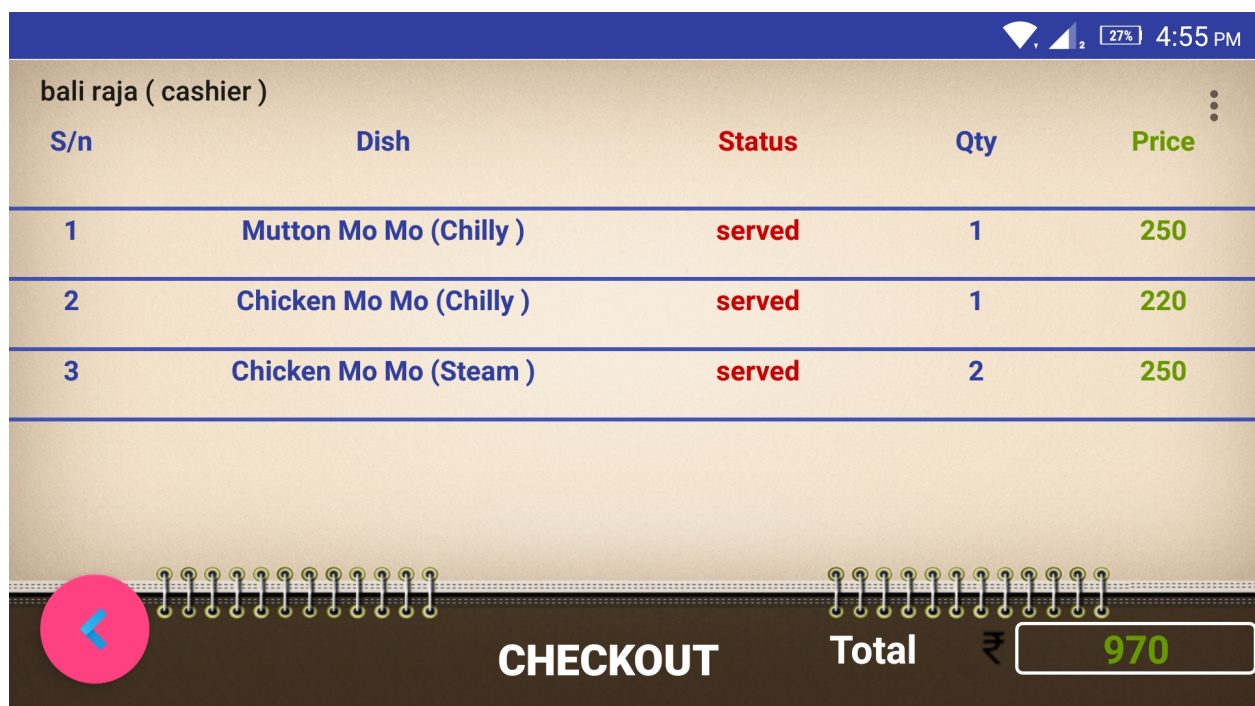 2 27% 4:55 PM
bali raja ( cashier )
S/n Dish Status Qty Price
1 Mutton Mo Mo (Chilly ) served 1 250
2 Chicken Mo Mo (Chilly ) served 1 220
3 Chicken Mo Mo (Steam ) served 2 250
CHECKOUT Total ₹ 970